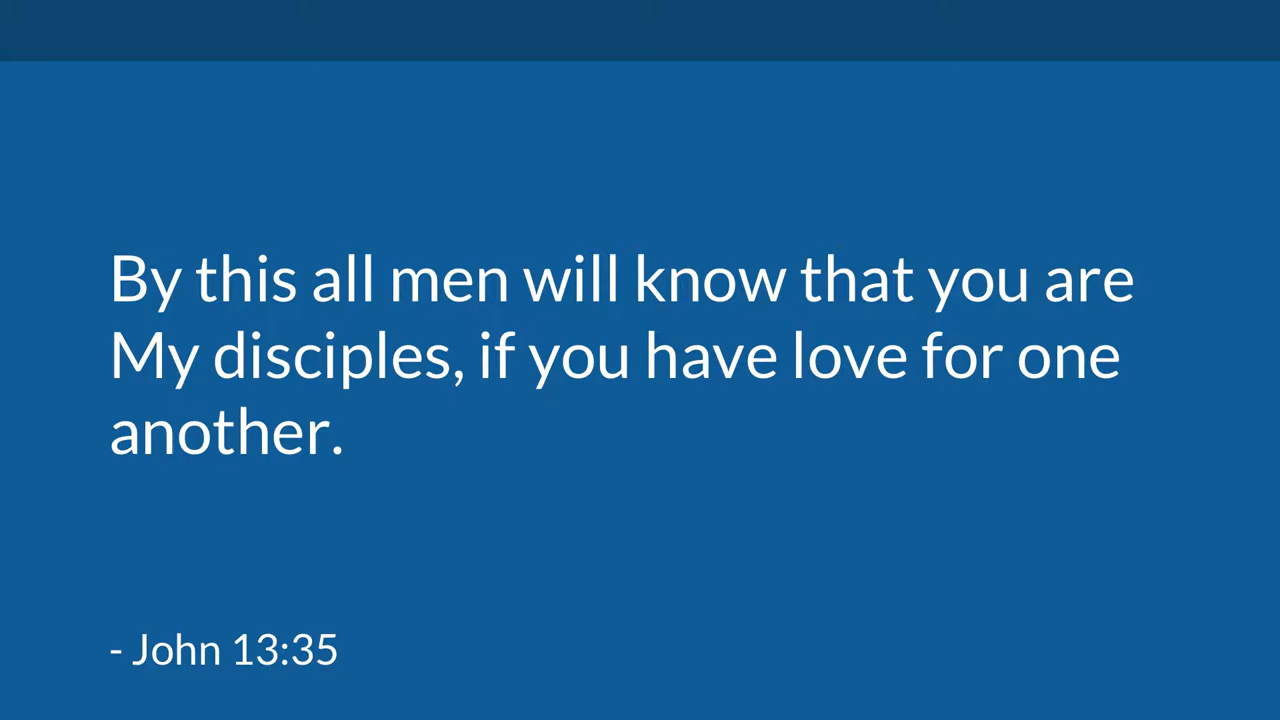 By this all men will know that you are
My disciples, if you have love for one
another.
- John 13:35